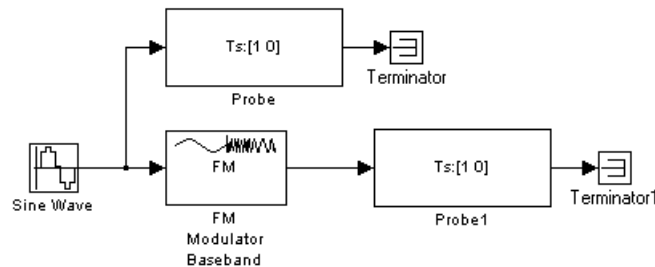 Ts:[1 0]
Probe
Terminator
Sine Wave
FM
FM
Modulator
Baseband
Ts:[1 0]
Probe1
Terminator1